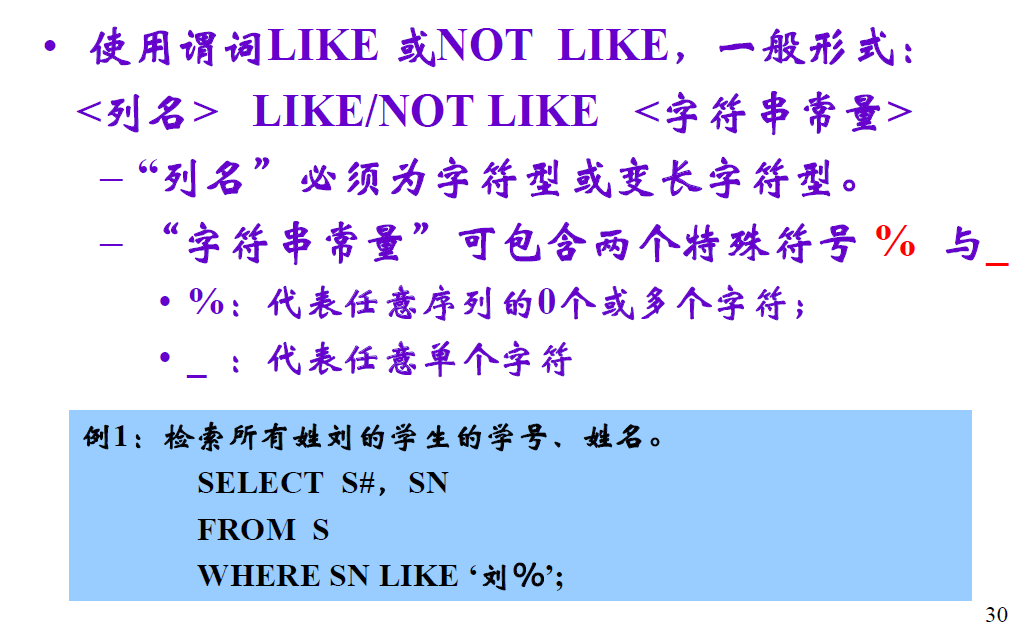 • 使用谓词LIKE 或NOT LIKE，一般形式：
<列名> LIKE/NOT LIKE <字符串常量>
–“列名”必须为字符型或变长字符型。
– “字符串常量”可包含两个特殊符号 % 与_
• %：代表任意序列的0个或多个字符；
• _ ：代表任意单个字符
例1：检索所有姓刘的学生的学号、姓名。
SELECT S#，SN
FROM S
WHERE SN LIKE ‘刘%’;
30